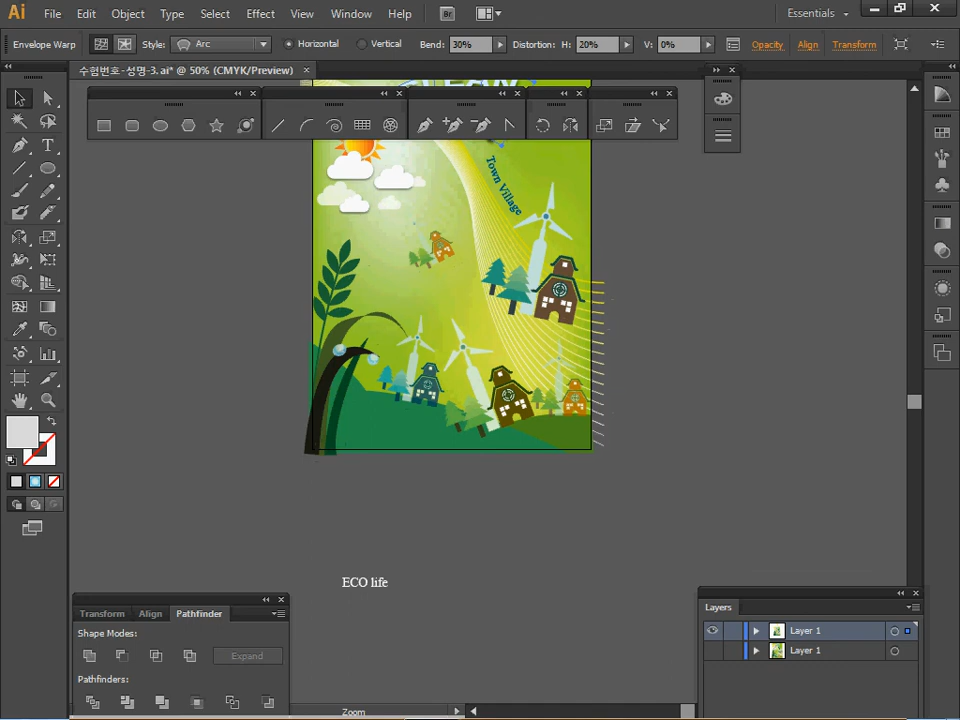 Ai File Edit Object Type Select Effect View Window Help Br Essentials
Envelope Warp Style: Arc Horizontal Vertical Bend: 30% Distortion: H: 20% V: 0% Opacity Align Transform
수험번호-성명-3.ai* @ 50% (CMYK/Preview)
Town Village
ECO life
Transform Align Pathfinder
Shape Modes:
Expand
Pathfinders:
Layers
Layer 1
Layer 1
Zoom